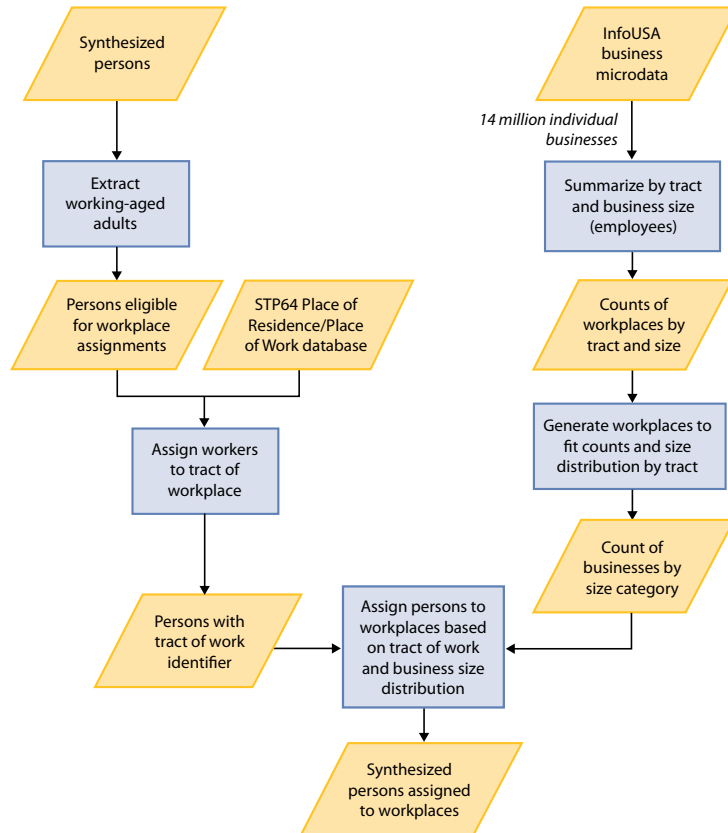 Synthesized
persons
InfoUSA
business
microdata
14 million individual
businesses
Extract
working-aged
adults
Summarize by tract
and business size
(employees)
Persons eligible
for workplace
assignments
STP64 Place of
Residence/Place
of Work database
Counts of
workplaces by
tract and size
Assign workers
to tract of
workplace
Generate workplaces to
fit counts and size
distribution by tract
Count of
businesses by
size category
Persons with
tract of work
identifier
Assign persons to
workplaces based
on tract of work
and business size
distribution
Synthesized
persons assigned
to workplaces